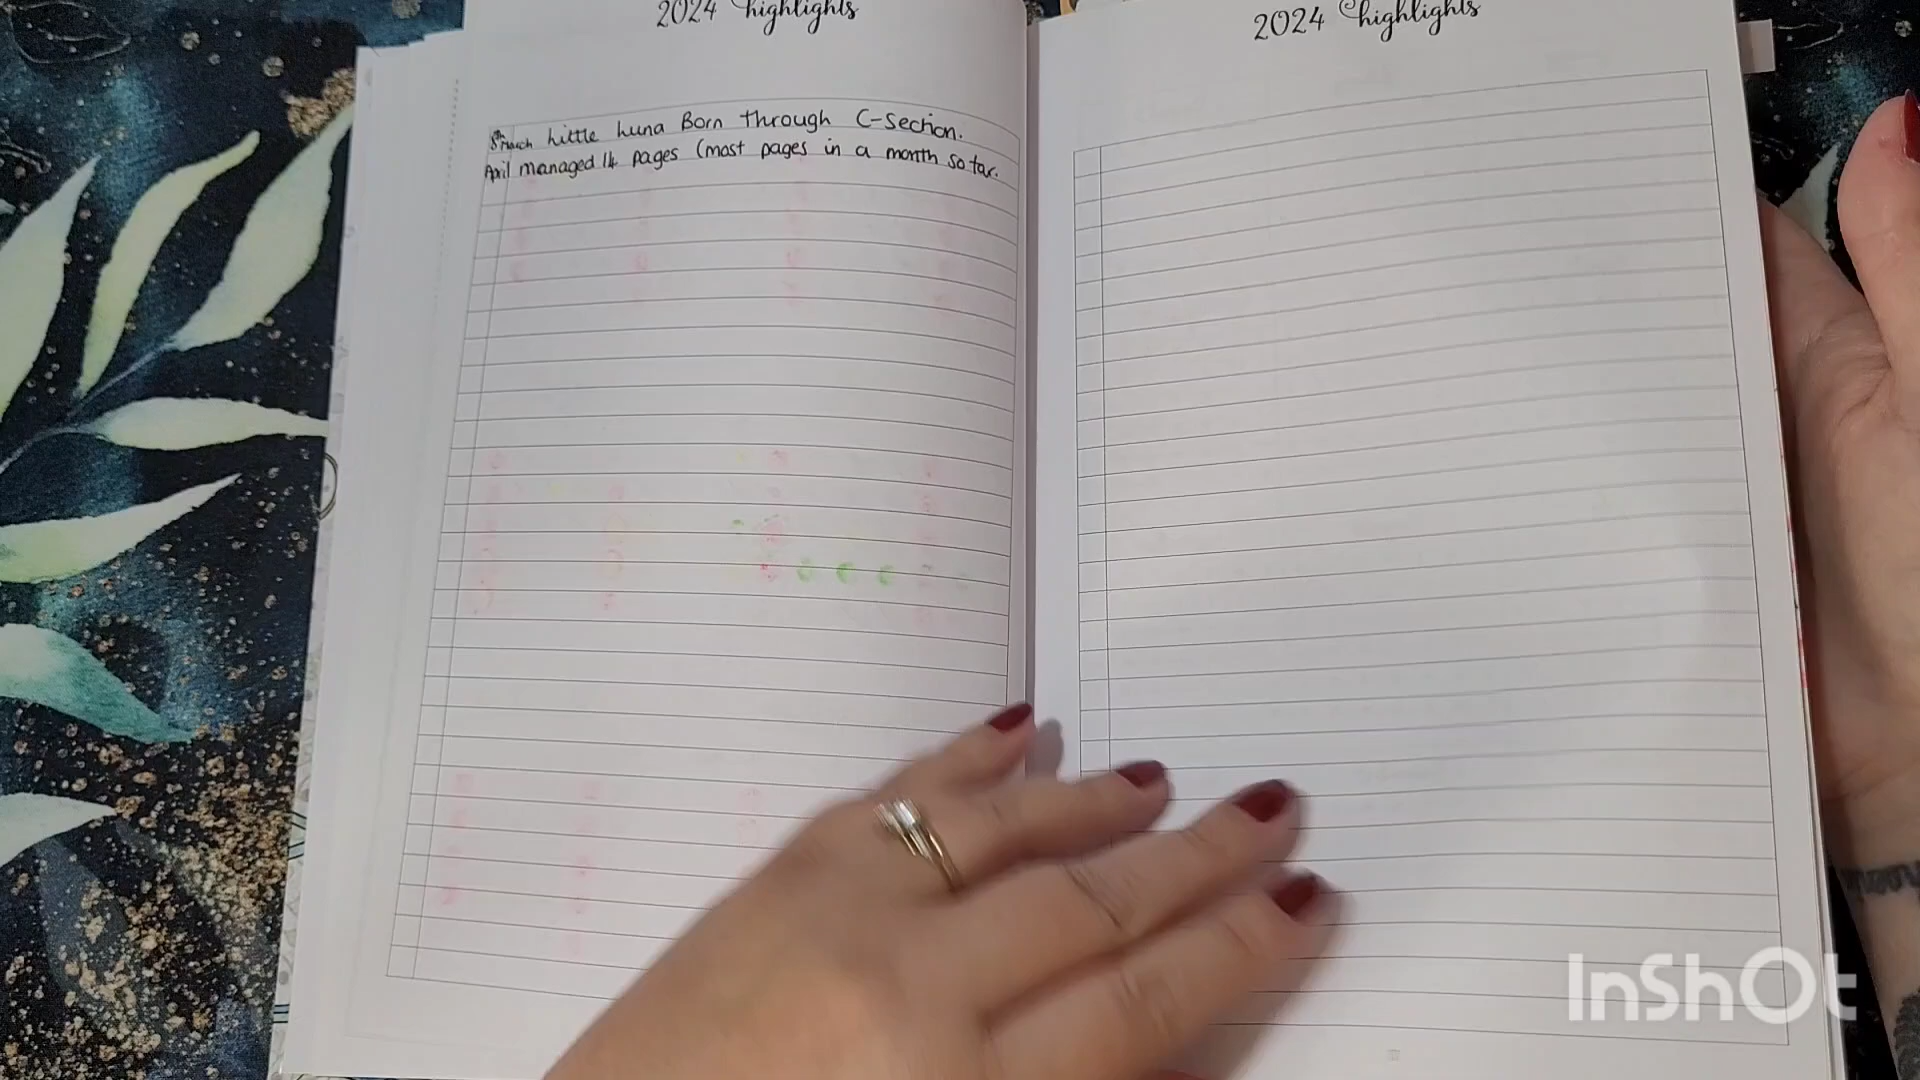 2024 highlights
5th March Little Luna Born through C-Section.
April managed 14 pages (most pages in a month so far.
2024 highlights
InShOt